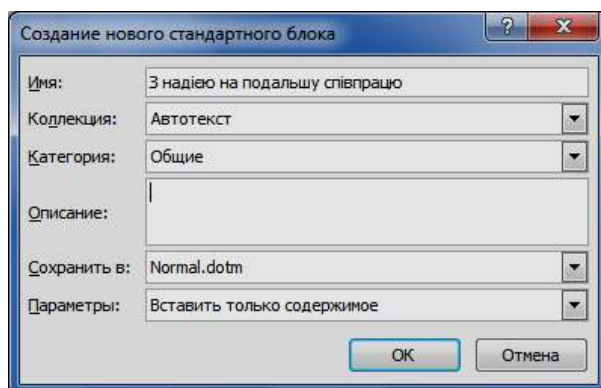 Создание нового стандартного блока
Имя: З надією на подальшу співпрацю
Коллекция: Автотекст
Категория: Общие
Описание:
Сохранить в: Normal.dotm
Параметры: Вставить только содержимое
ОК Отмена